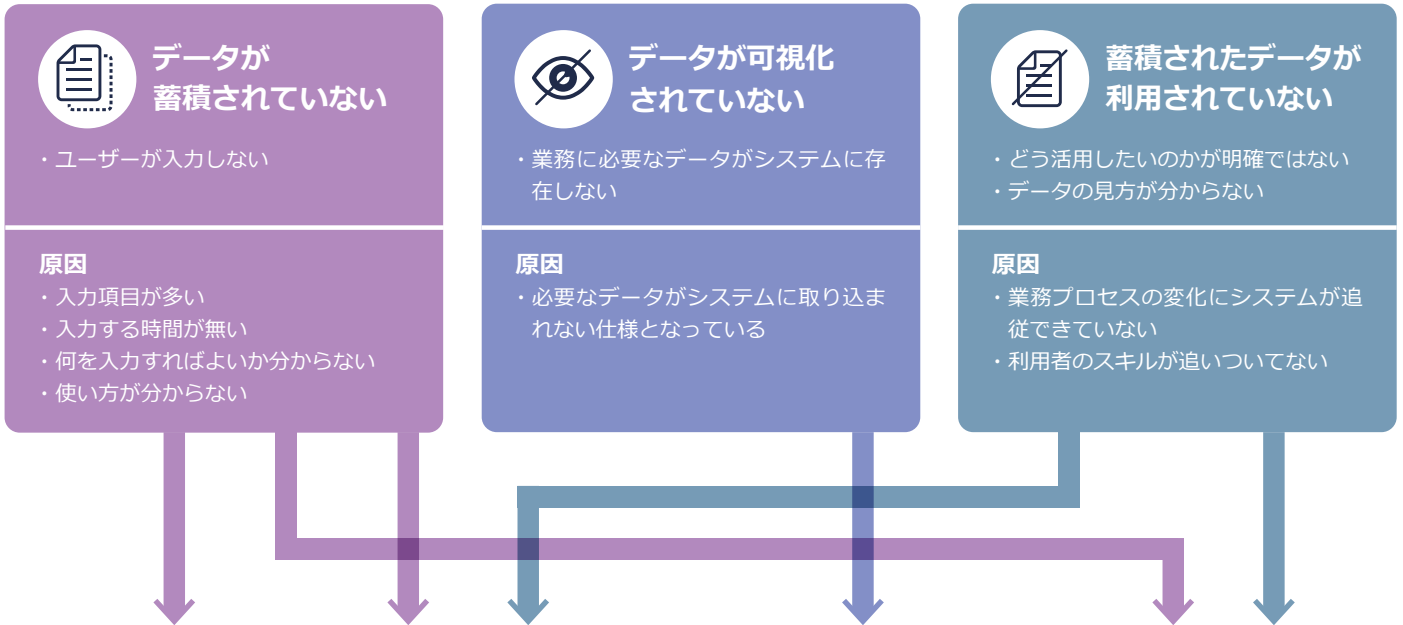 データが
蓄積されていない
・ユーザーが入力しない
原因
・入力項目が多い
・入力する時間が無い
・何を入力すればよいか分からない
・使い方が分からない
データが可視化
されていない
・業務に必要なデータがシステムに存
在しない
原因
・必要なデータがシステムに取り込ま
れない仕様となっている
蓄積されたデータが
利用されていない
・どう活用したいのかが明確ではない
・データの見方が分からない
原因
・業務プロセスの変化にシステムが追
従できていない
・利用者のスキルが追いついてない